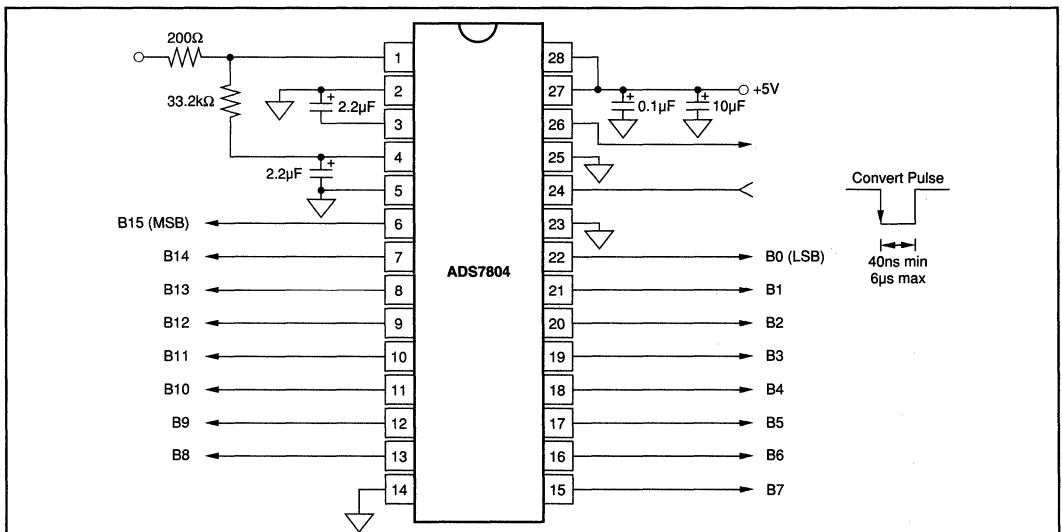 200Ω
33.2kΩ
2.2µF
+
2.2µF
+
1
2
3
4
5
6
7
8
9
10
11
12
13
14
B15 (MSB)
B14
B13
B12
B11
B10
B9
B8
ADS7804
28
27
26
25
24
23
22
21
20
19
18
17
16
15
+
0.1µF
+
10µF
+5V
B0 (LSB)
B1
B2
B3
B4
B5
B6
B7
Convert Pulse
40ns min
6µs max